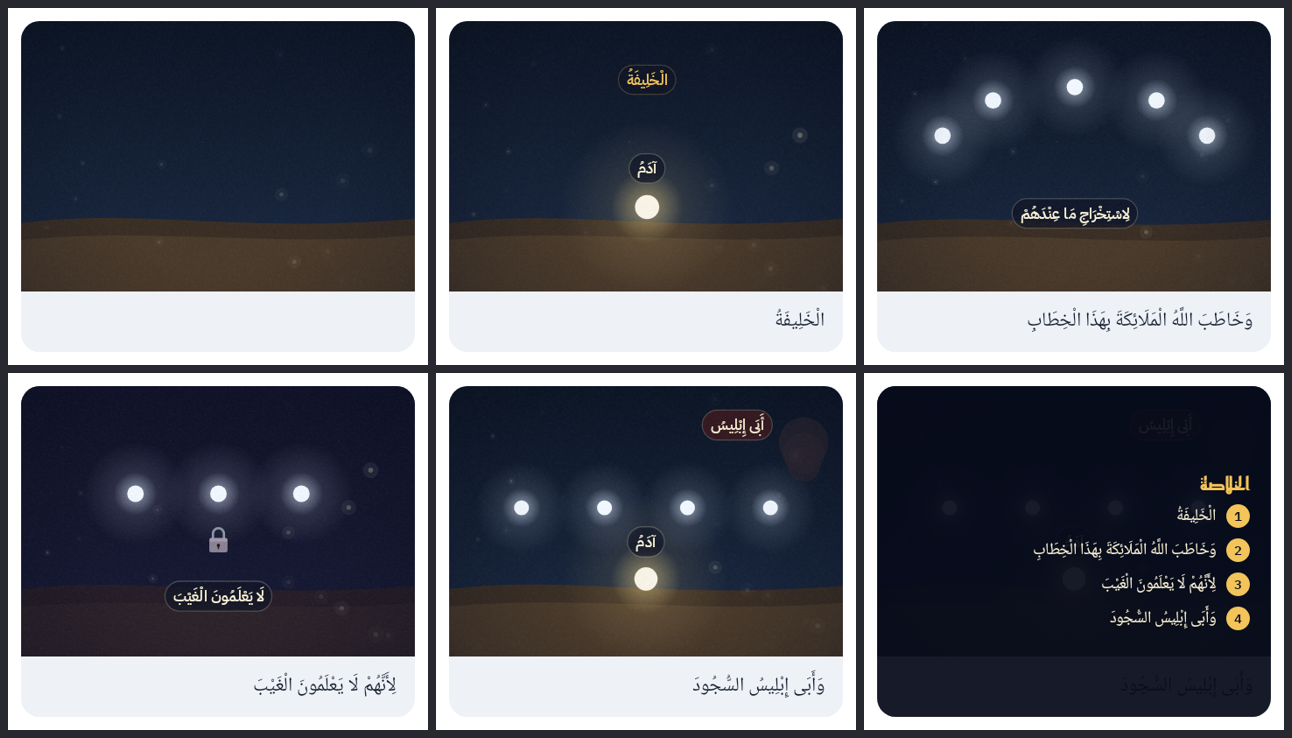 الْخَلِيفَةُ
آدَمُ
الْخَلِيفَةُ
لِاسْتِخْرَاجِ مَا عِنْدَهُمْ
وَخَاطَبَ اللَّهُ الْمَلَائِكَةَ بِهَذَا الْخِطَابِ
لَا يَعْلَمُونَ الْغَيْبَ
لِأَنَّهُمْ لَا يَعْلَمُونَ الْغَيْبَ
أَبَى إِبْلِيسُ
آدَمُ
وَأَبَى إِبْلِيسُ السُّجُودَ
أَبَى إِبْلِيسُ
الخلاصة
1 الْخَلِيفَةُ
2 وَخَاطَبَ اللَّهُ الْمَلَائِكَةَ بِهَذَا الْخِطَابِ
3 لِأَنَّهُمْ لَا يَعْلَمُونَ الْغَيْبَ
4 وَأَبَى إِبْلِيسُ السُّجُودَ
وَأَبَى إِبْلِيسُ السُّجُودَ